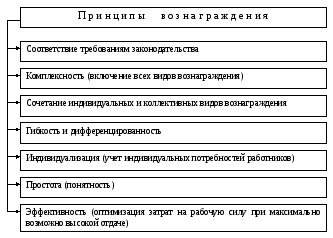 Принципы вознаграждения
Соответствие требованиям законодательства
Комплексность (включение всех видов вознаграждения)
Сочетание индивидуальных и коллективных видов вознаграждения
Гибкость и дифференцированность
Индивидуализация (учет индивидуальных потребностей работников)
Простота (понятность)
Эффективность (оптимизация затрат на рабочую силу при максимально
возможно высокой отдаче)